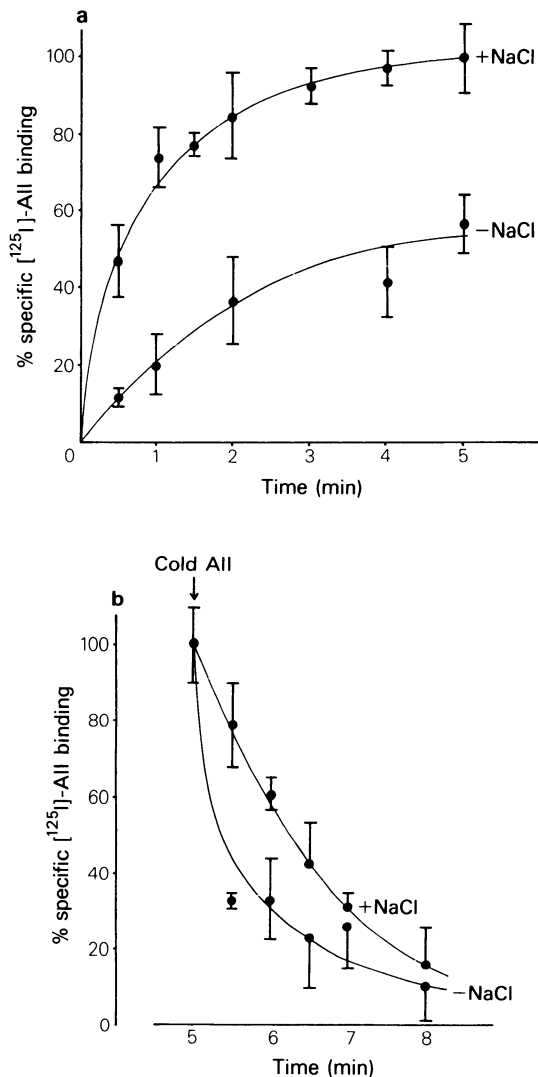 a
100
80
60
40
20
0
1
2
3
4
5
+NaCl
−NaCl
% specific [¹²⁵I]-AII binding
Time (min)
Cold AII
b
100
80
60
40
20
0
5
6
7
8
+NaCl
−NaCl
% specific [¹²⁵I]-AII binding
Time (min)